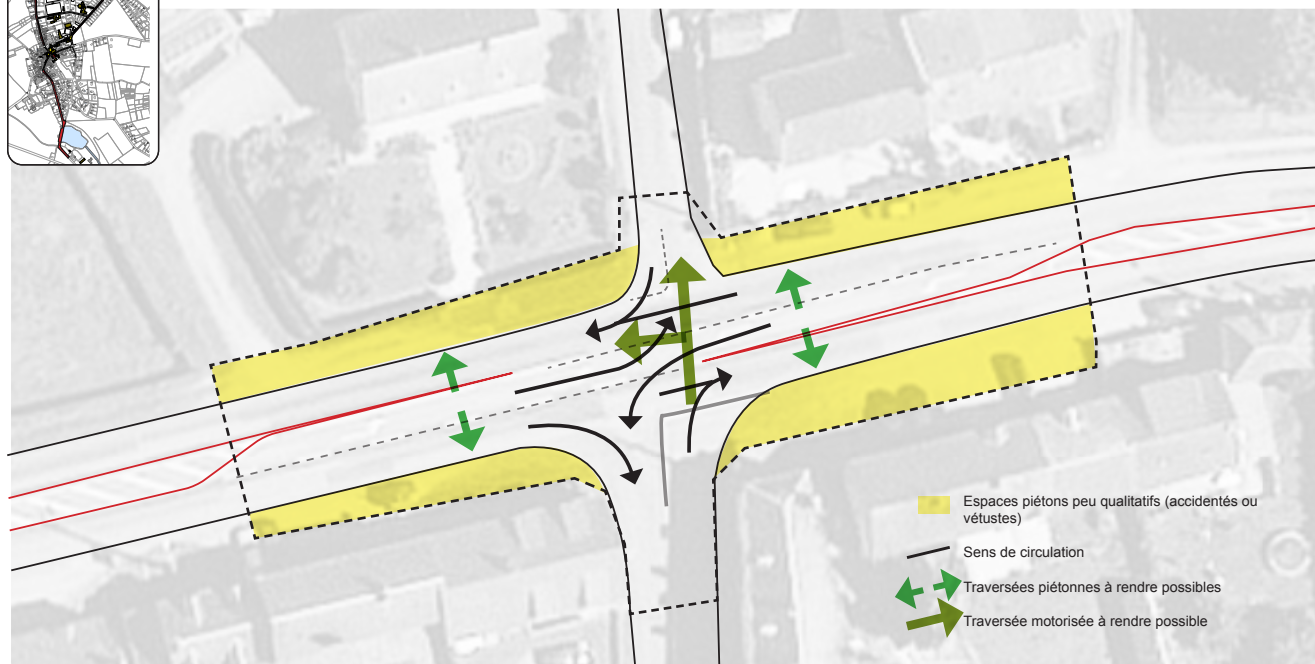 Espaces piétons peu qualitatifs (accidentés ou
vétustes)
Sens de circulation
Traversées piétonnes à rendre possibles
Traversée motorisée à rendre possible